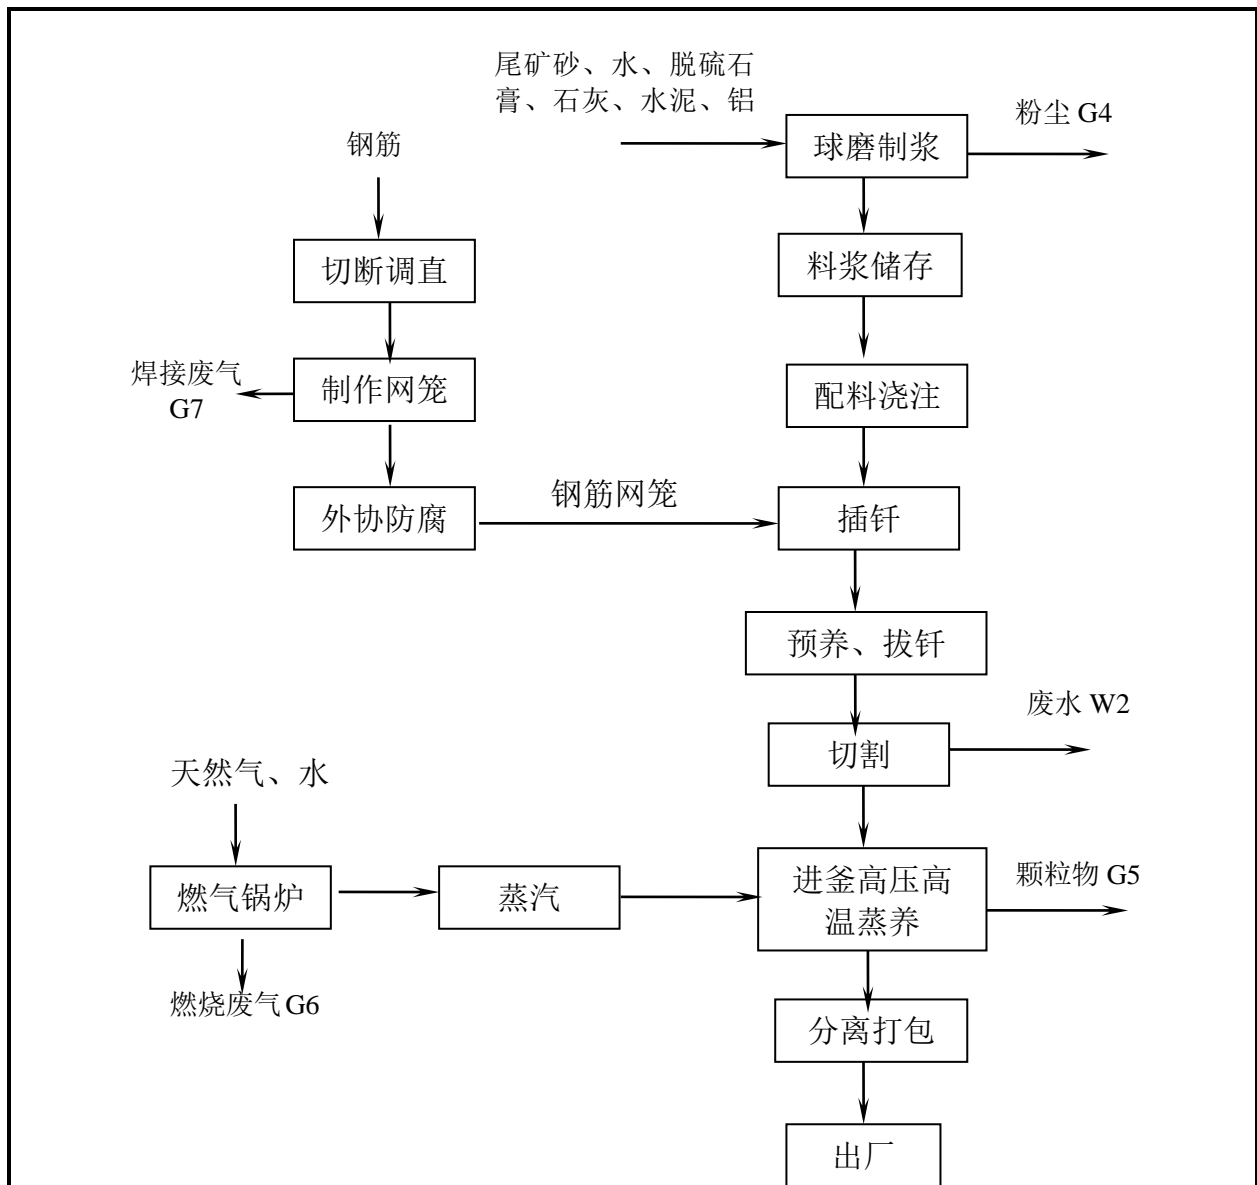 尾矿砂、水、脱硫石
膏、石灰、水泥、铝
粉尘 G4
钢筋
球磨制浆
切断调直
料浆储存
焊接废气
G7
制作网笼
配料浇注
外协防腐
钢筋网笼
插钎
预养、拔钎
废水 W2
切割
天然气、水
燃气锅炉
蒸汽
进釜高压高
温蒸养
颗粒物 G5
燃烧废气 G6
分离打包
出厂